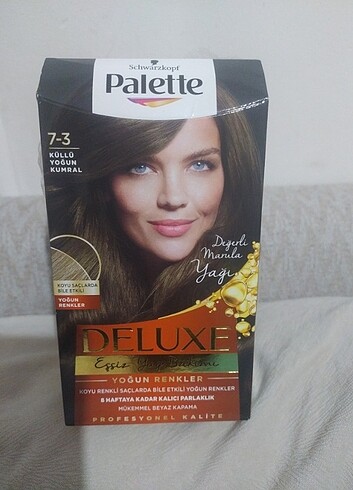 Schwarzkopf
Palette
7-3
KÜLLÜ
YOĞUN
KUMRAL
Değerli
Marula
Yağı
KOYU SAÇLARDA
BİLE ETKİLİ
YOĞUN
RENKLER
DELUXE
Eşsiz
YOĞUN RENKLER
KOYU RENKLİ SAÇLARDA BİLE ETKİLİ YOĞUN RENKLER
8 HAFTAYA KADAR KALICI PARLAKLIK
MÜKEMMEL BEYAZ KAPAMA
PROFESYONEL KALİTE